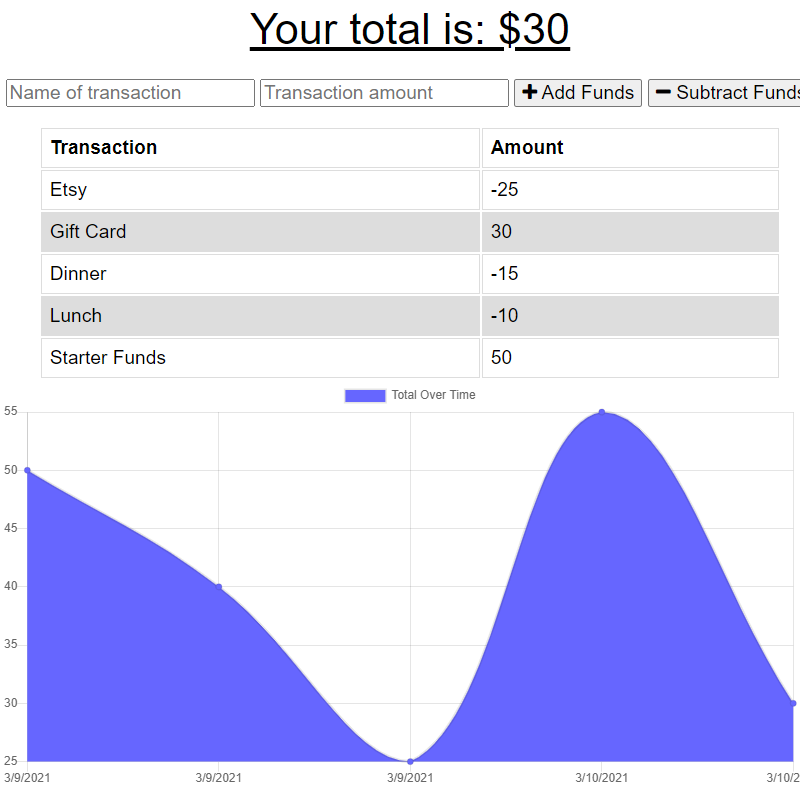 Your total is: $30
Name of transaction Transaction amount + Add Funds − Subtract Funds
Transaction Amount
Etsy -25
Gift Card 30
Dinner -15
Lunch -10
Starter Funds 50
Total Over Time
55
50
45
40
35
30
25
3/9/2021 3/9/2021 3/9/2021 3/10/2021 3/10/2